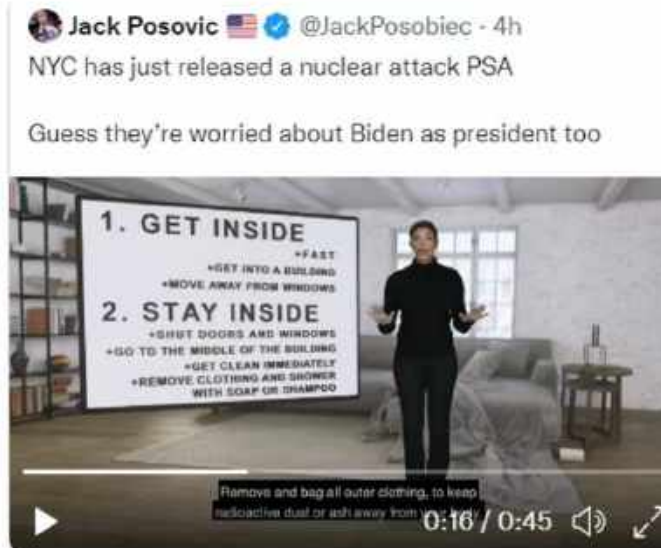 Jack Posovic @JackPosobiec - 4h
NYC has just released a nuclear attack PSA
Guess they're worried about Biden as president too
1. GET INSIDE
•FAST
•GET INTO A BUILDING
•MOVE AWAY FROM WINDOWS
2. STAY INSIDE
•SHUT DOORS AND WINDOWS
•GO TO THE MIDDLE OF THE BUILDING
•GET CLEAN IMMEDIATELY
•REMOVE CLOTHING AND SHOWER
WITH SOAP OR SHAMPOO
Remove and bag all outer clothing, to keep
radioactive dust or ash away from
0:16 / 0:45